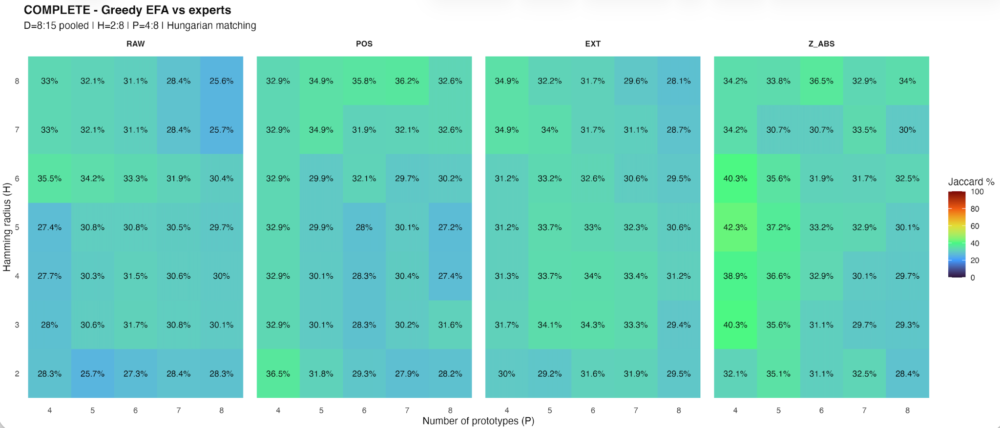 COMPLETE - Greedy EFA vs experts
D=8:15 pooled | H=2:8 | P=4:8 | Hungarian matching
RAW POS EXT Z_ABS
8 33% 32.1% 31.1% 28.4% 25.6% 32.9% 34.9% 35.8% 36.2% 32.6% 34.9% 32.2% 31.7% 29.6% 28.1% 34.2% 33.8% 36.5% 32.9% 34%
7 33% 32.1% 31.1% 28.4% 25.7% 32.9% 34.9% 31.9% 32.1% 32.6% 34.9% 34% 31.7% 31.1% 28.7% 34.2% 30.7% 30.7% 33.5% 30%
6 35.5% 34.2% 33.3% 31.9% 30.4% 32.9% 29.9% 32.1% 29.7% 30.2% 31.2% 33.2% 32.6% 30.6% 29.5% 40.3% 35.6% 31.9% 31.7% 32.5%
5 27.4% 30.8% 30.8% 30.5% 29.7% 32.9% 29.9% 28% 30.1% 27.2% 31.2% 33.7% 33% 32.3% 30.6% 42.3% 37.2% 33.2% 32.9% 30.1%
4 27.7% 30.3% 31.5% 30.6% 30% 32.9% 30.1% 28.3% 30.4% 27.4% 31.3% 33.7% 34% 33.4% 31.2% 38.9% 36.6% 32.9% 30.1% 29.7%
3 28% 30.6% 31.7% 30.8% 30.1% 32.9% 30.1% 28.3% 30.2% 31.6% 31.7% 34.1% 34.3% 33.3% 29.4% 40.3% 35.6% 31.1% 29.7% 29.3%
2 28.3% 25.7% 27.3% 28.4% 28.3% 36.5% 31.8% 29.3% 27.9% 28.2% 30% 29.2% 31.6% 31.9% 29.5% 32.1% 35.1% 31.1% 32.5% 28.4%
4 5 6 7 8 4 5 6 7 8 4 5 6 7 8 4 5 6 7 8
Number of prototypes (P)
Hamming radius (H)
Jaccard %
100
80
60
40
20
0